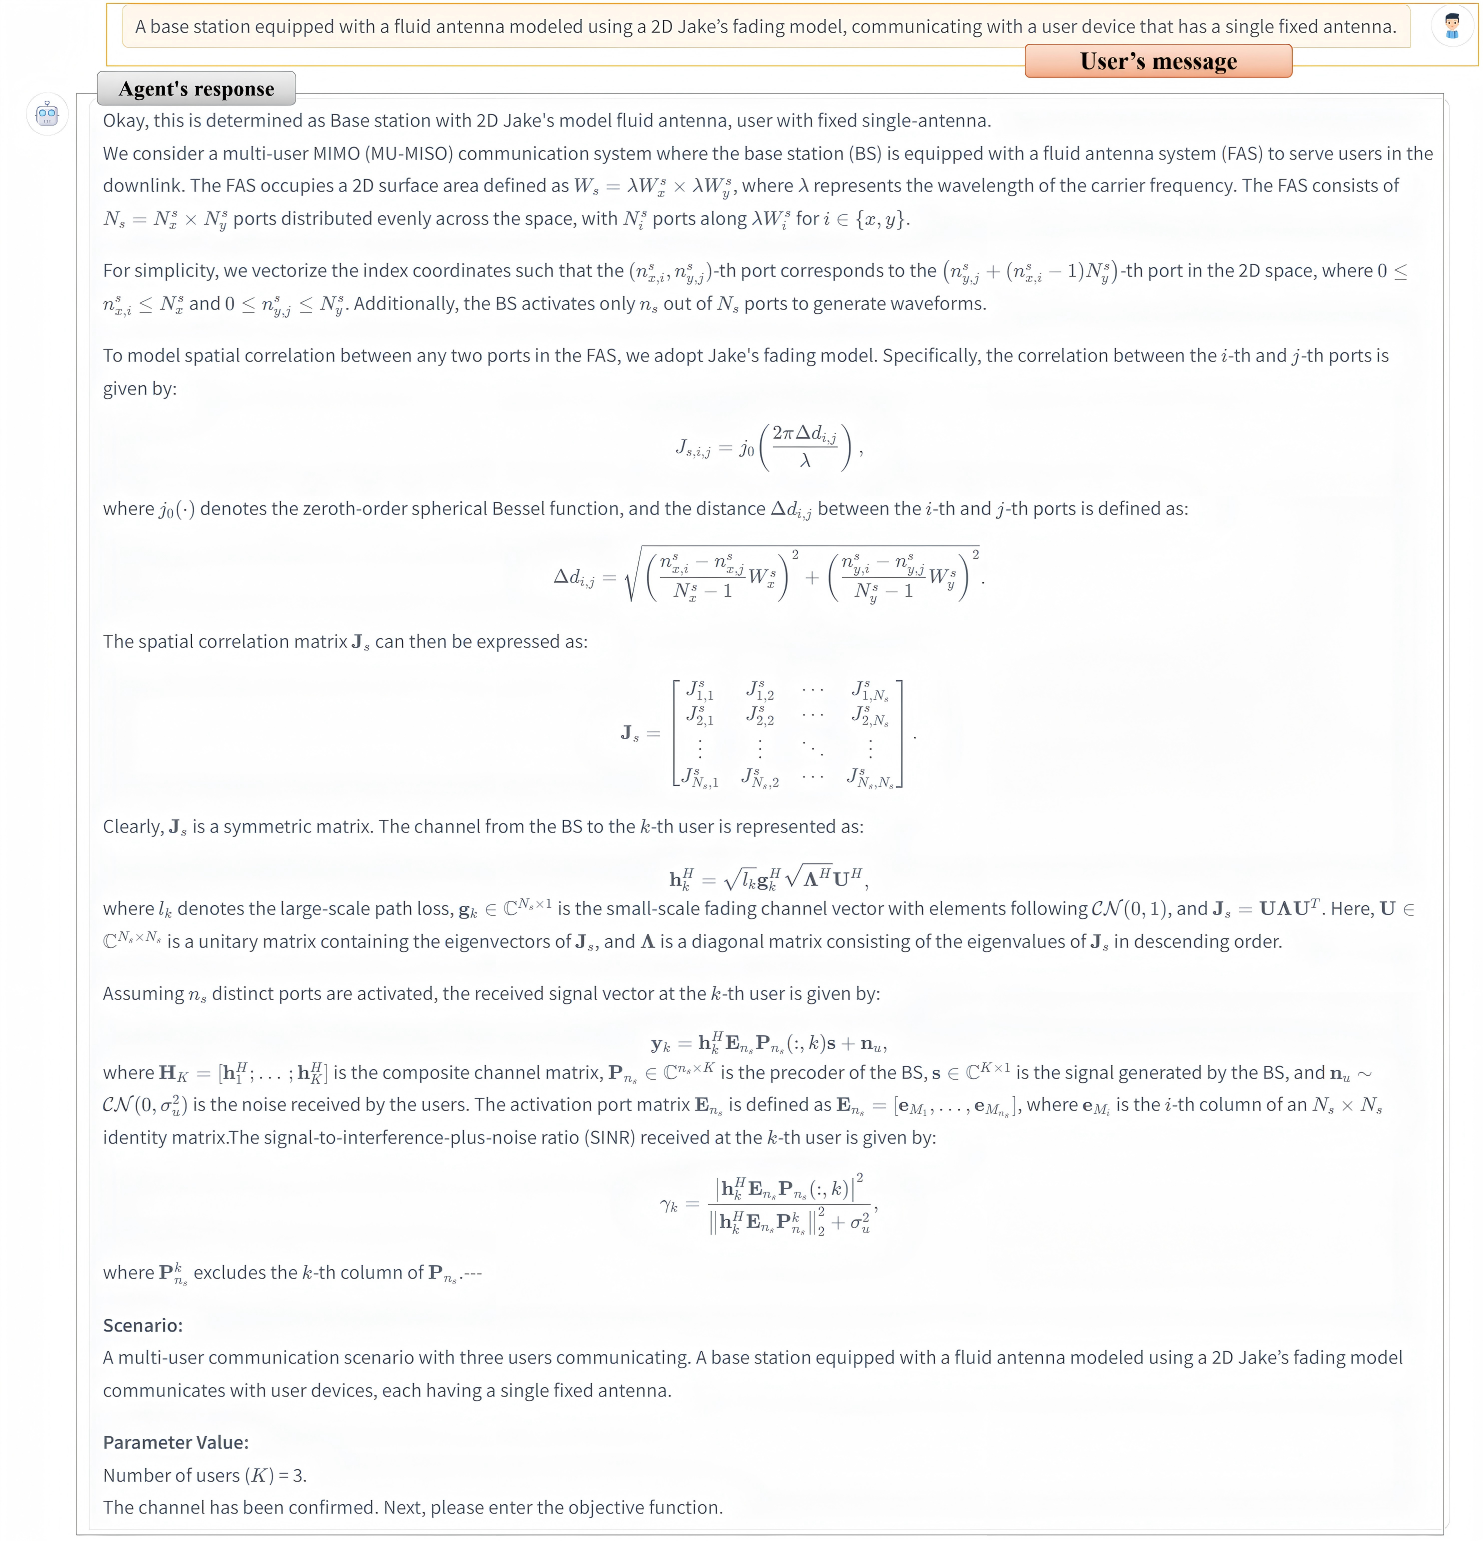 A base station equipped with a fluid antenna modeled using a 2D Jake's fading model, communicating with a user device that has a single fixed antenna.
User's message
Agent's response
Okay, this is determined as Base station with 2D Jake's model fluid antenna, user with fixed single-antenna.
We consider a multi-user MIMO (MU-MISO) communication system where the base station (BS) is equipped with a fluid antenna system (FAS) to serve users in the
downlink. The FAS occupies a 2D surface area defined as $W_s = \lambda W_x^s \times \lambda W_y^s$, where $\lambda$ represents the wavelength of the carrier frequency. The FAS consists of
$N_s = N_x^s \times N_y^s$ ports distributed evenly across the space, with $N_i^s$ ports along $\lambda W_i^s$ for $i \in \{x, y\}$.
For simplicity, we vectorize the index coordinates such that the $(n_{x,i}^s, n_{y,j}^s)$-th port corresponds to the $(n_{y,j}^s + (n_{x,i}^s - 1)N_y^s)$-th port in the 2D space, where $0 \leq$
$n_{x,i}^s \leq N_x^s$ and $0 \leq n_{y,j}^s \leq N_y^s$. Additionally, the BS activates only $n_s$ out of $N_s$ ports to generate waveforms.
To model spatial correlation between any two ports in the FAS, we adopt Jake's fading model. Specifically, the correlation between the $i$-th and $j$-th ports is
given by:
$J_{s,i,j} = j_0\left(\frac{2\pi\Delta d_{i,j}}{\lambda}\right),$
where $j_0(\cdot)$ denotes the zeroth-order spherical Bessel function, and the distance $\Delta d_{i,j}$ between the $i$-th and $j$-th ports is defined as:
$\Delta d_{i,j} = \sqrt{\left(\frac{n_{x,i}^s - n_{x,j}^s}{N_x^s - 1} W_x^s\right)^2 + \left(\frac{n_{y,i}^s - n_{y,j}^s}{N_y^s - 1} W_y^s\right)^2}.$
The spatial correlation matrix $\mathbf{J}_s$ can then be expressed as:
$\mathbf{J}_s = \begin{bmatrix} J_{1,1}^s & J_{1,2}^s & \cdots & J_{1,N_s}^s \\ J_{2,1}^s & J_{2,2}^s & \cdots & J_{2,N_s}^s \\ \vdots & \vdots & \ddots & \vdots \\ J_{N_s,1}^s & J_{N_s,2}^s & \cdots & J_{N_s,N_s}^s \end{bmatrix}.$
Clearly, $\mathbf{J}_s$ is a symmetric matrix. The channel from the BS to the $k$-th user is represented as:
$\mathbf{h}_k^H = \sqrt{l_k}\mathbf{g}_k^H\sqrt{\mathbf{\Lambda}^H}\mathbf{U}^H,$
where $l_k$ denotes the large-scale path loss, $\mathbf{g}_k \in \mathbb{C}^{N_s \times 1}$ is the small-scale fading channel vector with elements following $\mathcal{CN}(0, 1)$, and $\mathbf{J}_s = \mathbf{U}\mathbf{\Lambda}\mathbf{U}^T$. Here, $\mathbf{U} \in$
$\mathbb{C}^{N_s \times N_s}$ is a unitary matrix containing the eigenvectors of $\mathbf{J}_s$, and $\mathbf{\Lambda}$ is a diagonal matrix consisting of the eigenvalues of $\mathbf{J}_s$ in descending order.
Assuming $n_s$ distinct ports are activated, the received signal vector at the $k$-th user is given by:
$\mathbf{y}_k = \mathbf{h}_k^H\mathbf{E}_{n_s}\mathbf{P}_{n_s}(:, k)\mathbf{s} + \mathbf{n}_u,$
where $\mathbf{H}_K = [\mathbf{h}_1^H; \ldots; \mathbf{h}_K^H]$ is the composite channel matrix, $\mathbf{P}_{n_s} \in \mathbb{C}^{n_s \times K}$ is the precoder of the BS, $\mathbf{s} \in \mathbb{C}^{K \times 1}$ is the signal generated by the BS, and $\mathbf{n}_u \sim$
$\mathcal{CN}(0, \sigma_u^2)$ is the noise received by the users. The activation port matrix $\mathbf{E}_{n_s}$ is defined as $\mathbf{E}_{n_s} = [\mathbf{e}_{M_1}, \ldots, \mathbf{e}_{M_{n_s}}]$, where $\mathbf{e}_{M_i}$ is the $i$-th column of an $N_s \times N_s$
identity matrix.The signal-to-interference-plus-noise ratio (SINR) received at the $k$-th user is given by:
$\gamma_k = \frac{\left|\mathbf{h}_k^H\mathbf{E}_{n_s}\mathbf{P}_{n_s}(:, k)\right|^2}{\left\|\mathbf{h}_k^H\mathbf{E}_{n_s}\mathbf{P}_{n_s}^k\right\|_2^2 + \sigma_u^2},$
where $\mathbf{P}_{n_s}^k$ excludes the $k$-th column of $\mathbf{P}_{n_s}$.---
Scenario:
A multi-user communication scenario with three users communicating. A base station equipped with a fluid antenna modeled using a 2D Jake's fading model
communicates with user devices, each having a single fixed antenna.
Parameter Value:
Number of users ($K$) = 3.
The channel has been confirmed. Next, please enter the objective function.